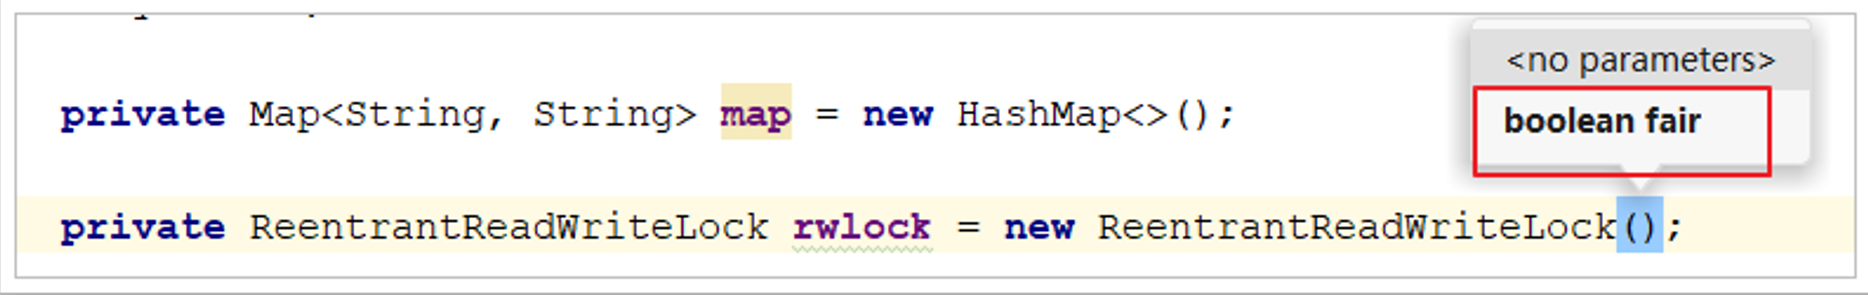 <no parameters>
boolean fair
private Map<String, String> map = new HashMap<>();
private ReentrantReadWriteLock rwlock = new ReentrantReadWriteLock();